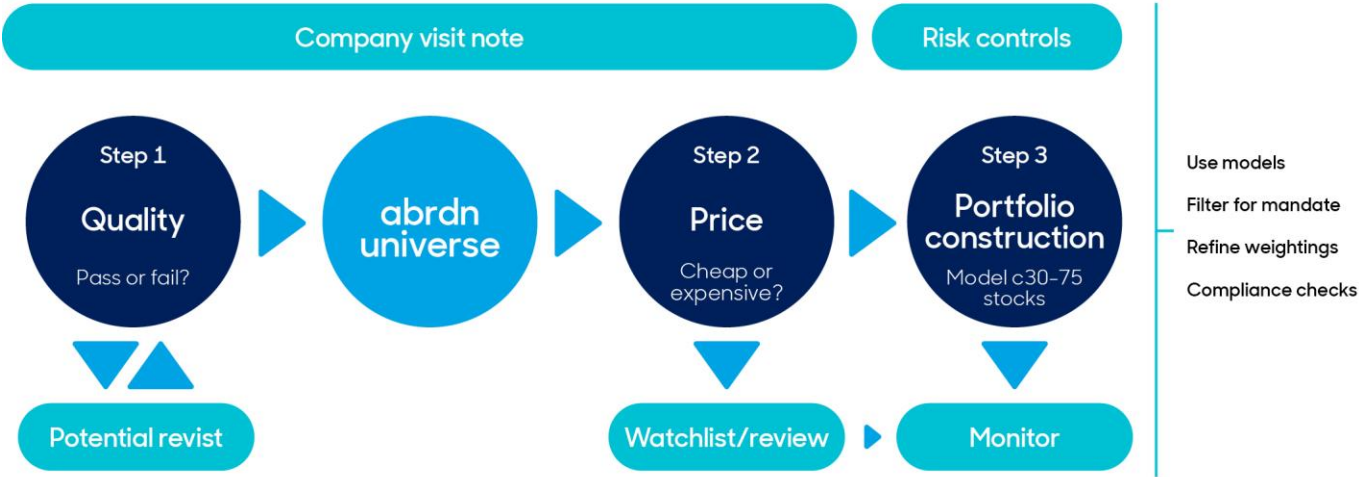 Company visit note
Risk controls
Step 1
Quality
Pass or fail?
abrdn
universe
Step 2
Price
Cheap or
expensive?
Step 3
Portfolio
construction
Model c30-75
stocks
Use models
Filter for mandate
Refine weightings
Compliance checks
Potential revist
Watchlist/review
Monitor